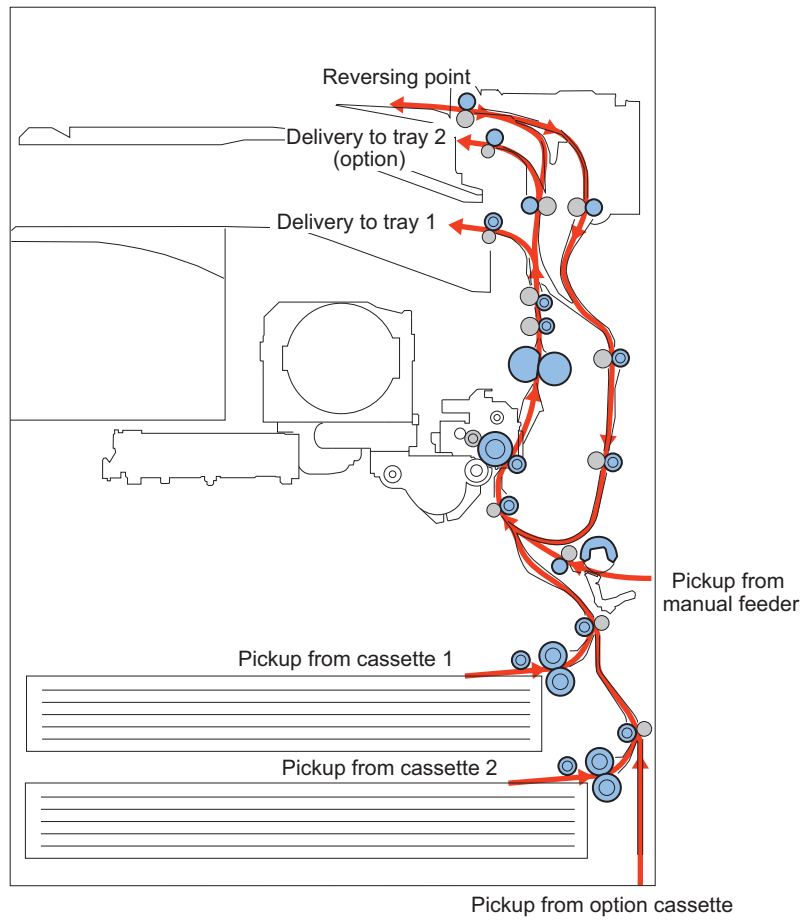 Reversing point
Delivery to tray 2
(option)
Delivery to tray 1
Pickup from
manual feeder
Pickup from cassette 1
Pickup from cassette 2
Pickup from option cassette